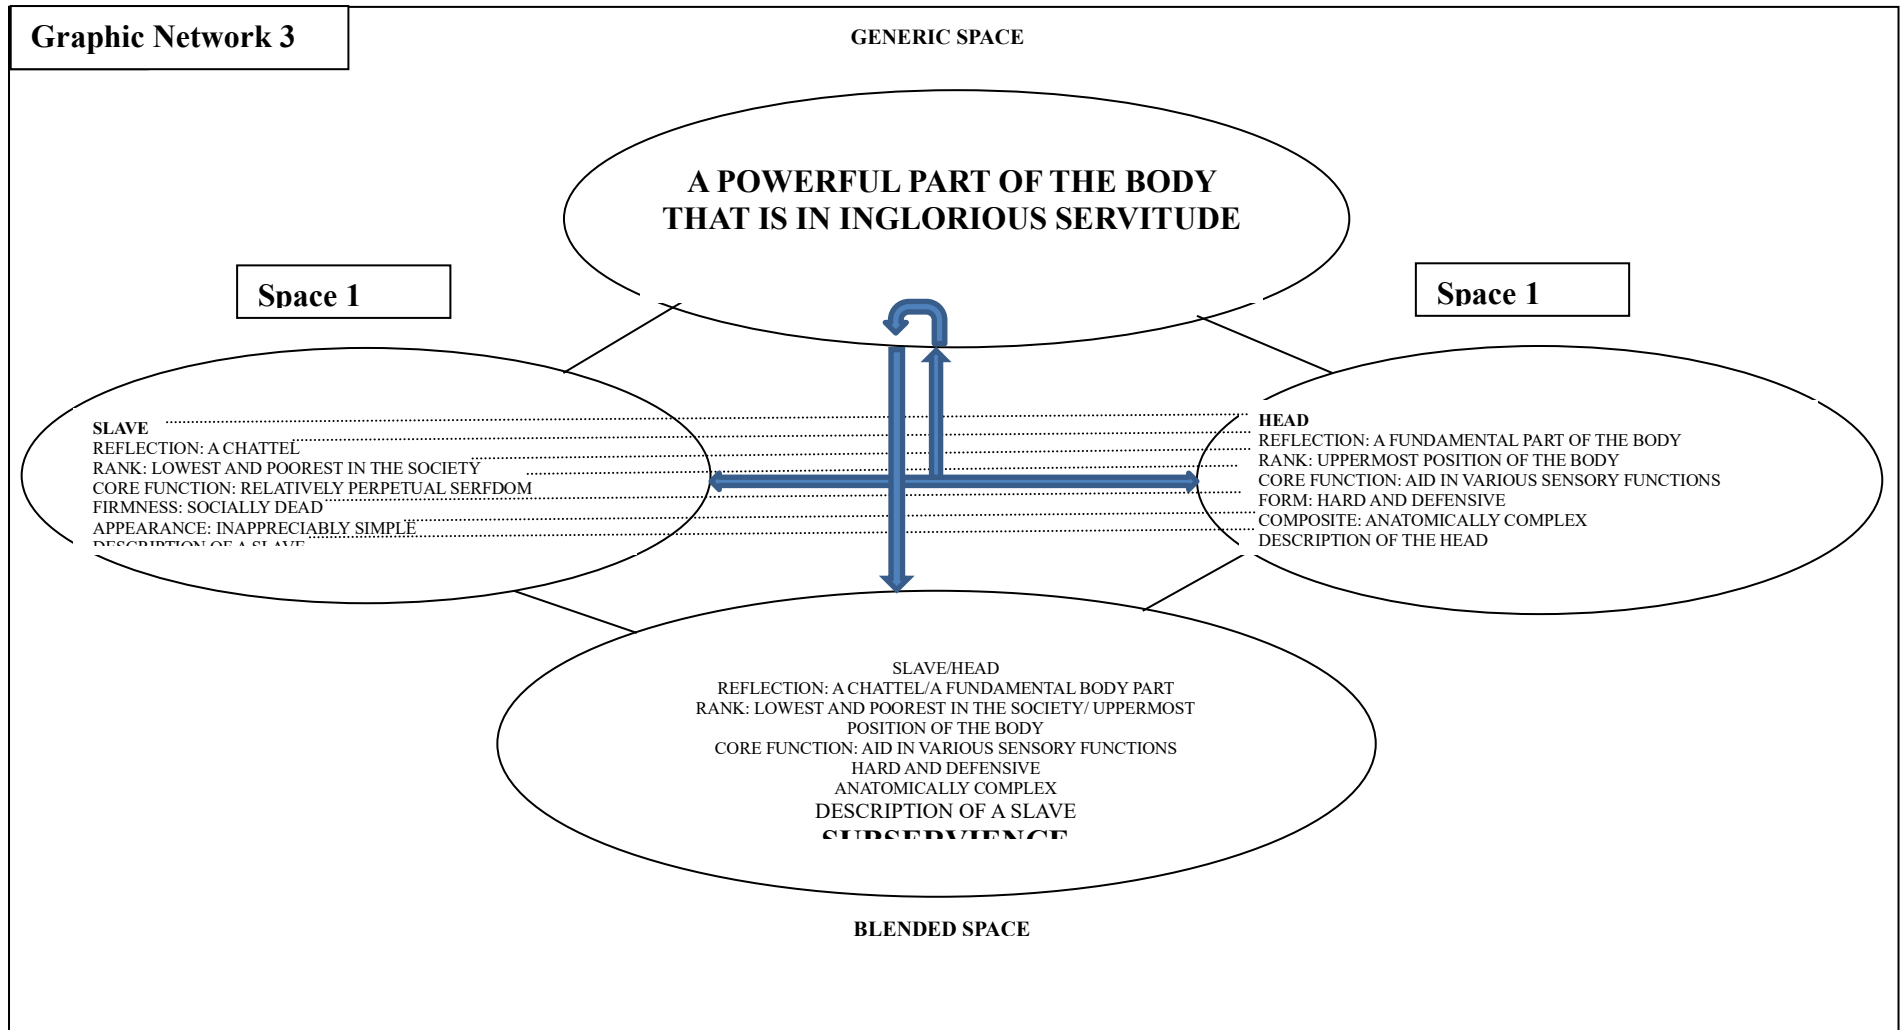 Graphic Network 3
GENERIC SPACE
A POWERFUL PART OF THE BODY
THAT IS IN INGLORIOUS SERVITUDE
Space 1
Space 1
SLAVE
REFLECTION: A CHATTEL
RANK: LOWEST AND POOREST IN THE SOCIETY
CORE FUNCTION: RELATIVELY PERPETUAL SERFDOM
FIRMNESS: SOCIALLY DEAD
APPEARANCE: INAPPRECIABLY SIMPLE
DESCRIPTION OF A SLAVE
HEAD
REFLECTION: A FUNDAMENTAL PART OF THE BODY
RANK: UPPERMOST POSITION OF THE BODY
CORE FUNCTION: AID IN VARIOUS SENSORY FUNCTIONS
FORM: HARD AND DEFENSIVE
COMPOSITE: ANATOMICALLY COMPLEX
DESCRIPTION OF THE HEAD
SLAVE/HEAD
REFLECTION: A CHATTEL/A FUNDAMENTAL BODY PART
RANK: LOWEST AND POOREST IN THE SOCIETY/ UPPERMOST
POSITION OF THE BODY
CORE FUNCTION: AID IN VARIOUS SENSORY FUNCTIONS
HARD AND DEFENSIVE
ANATOMICALLY COMPLEX
DESCRIPTION OF A SLAVE
SUBSERVIENCE
BLENDED SPACE